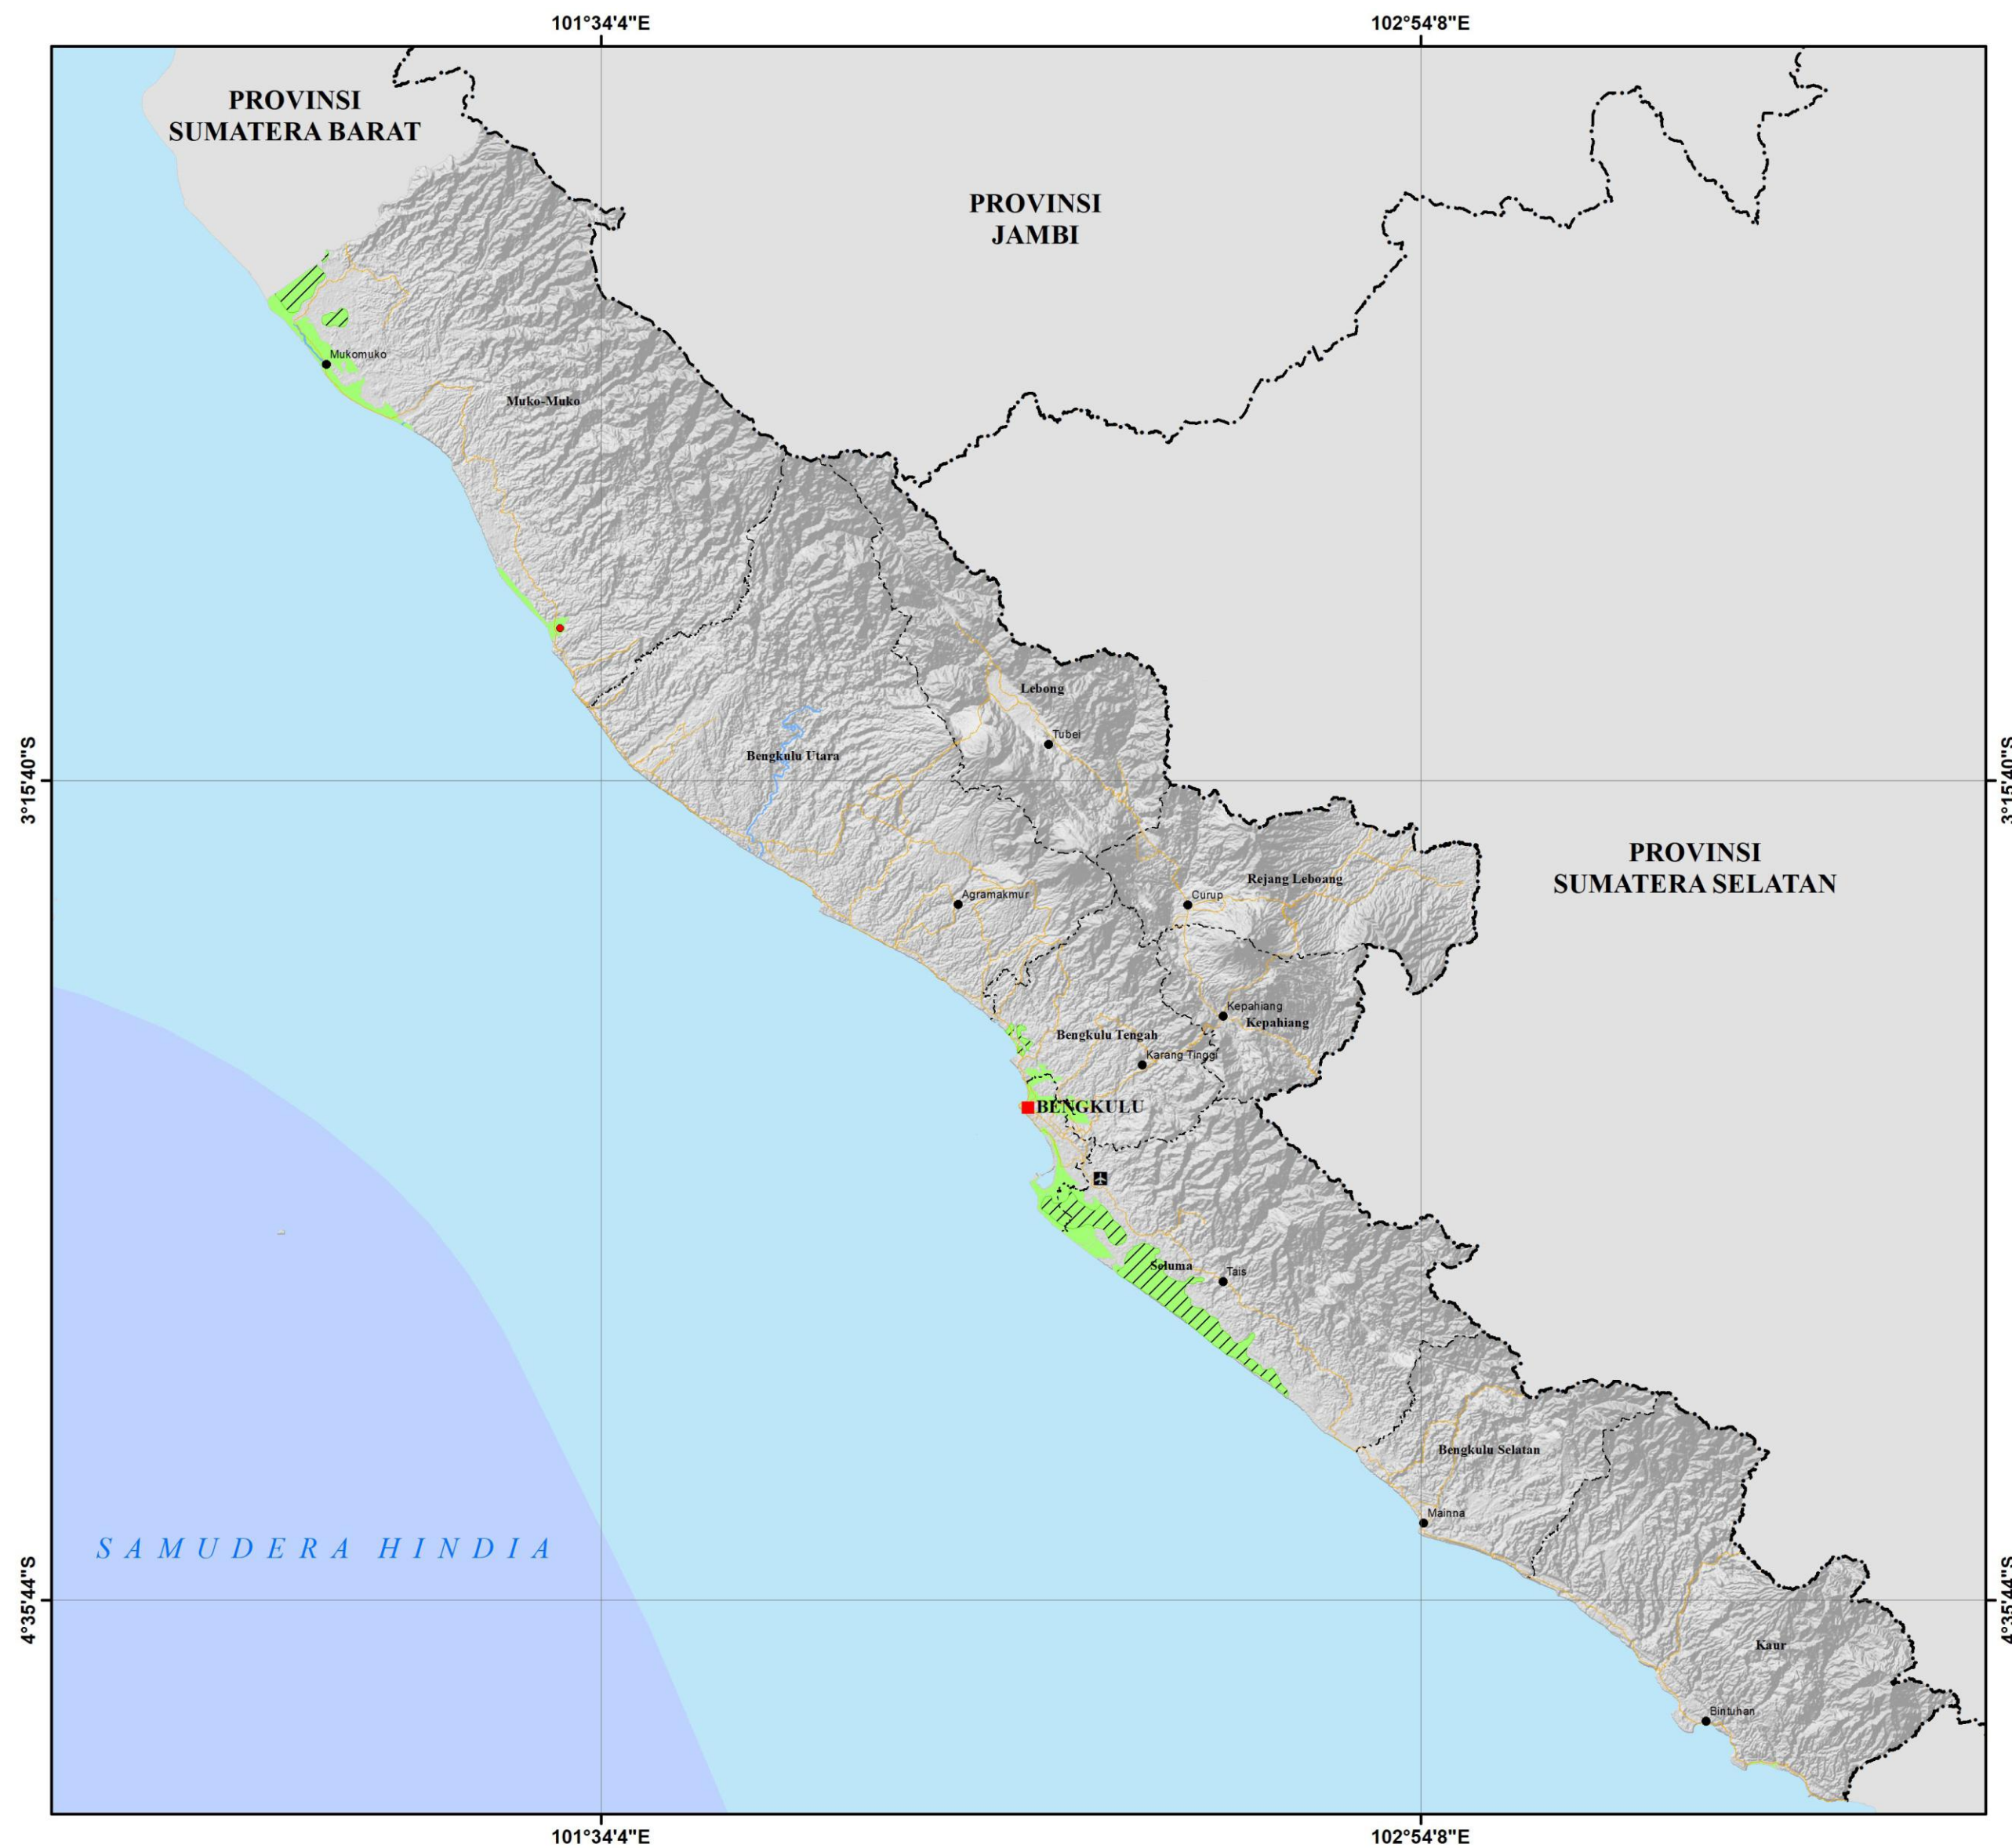 101°34'4"E
102°54'8"E
PROVINSI
SUMATERA BARAT
PROVINSI
JAMBI
Mukomuko
Muko-Muko
Lebong
Tubei
Bengkulu Utara
3°15'40"S
3°15'40"S
PROVINSI
SUMATERA SELATAN
Rejang Leboang
Agramakmur
Curup
Kepahiang
Kepahiang
Bengkulu Tengah
Karang Tinggi
BENGKULU
Seluma
Tais
Bengkulu Selatan
Mainna
SAMUDERA HINDIA
4°35'44"S
4°35'44"S
Kaur
Bintuhan
101°34'4"E
102°54'8"E